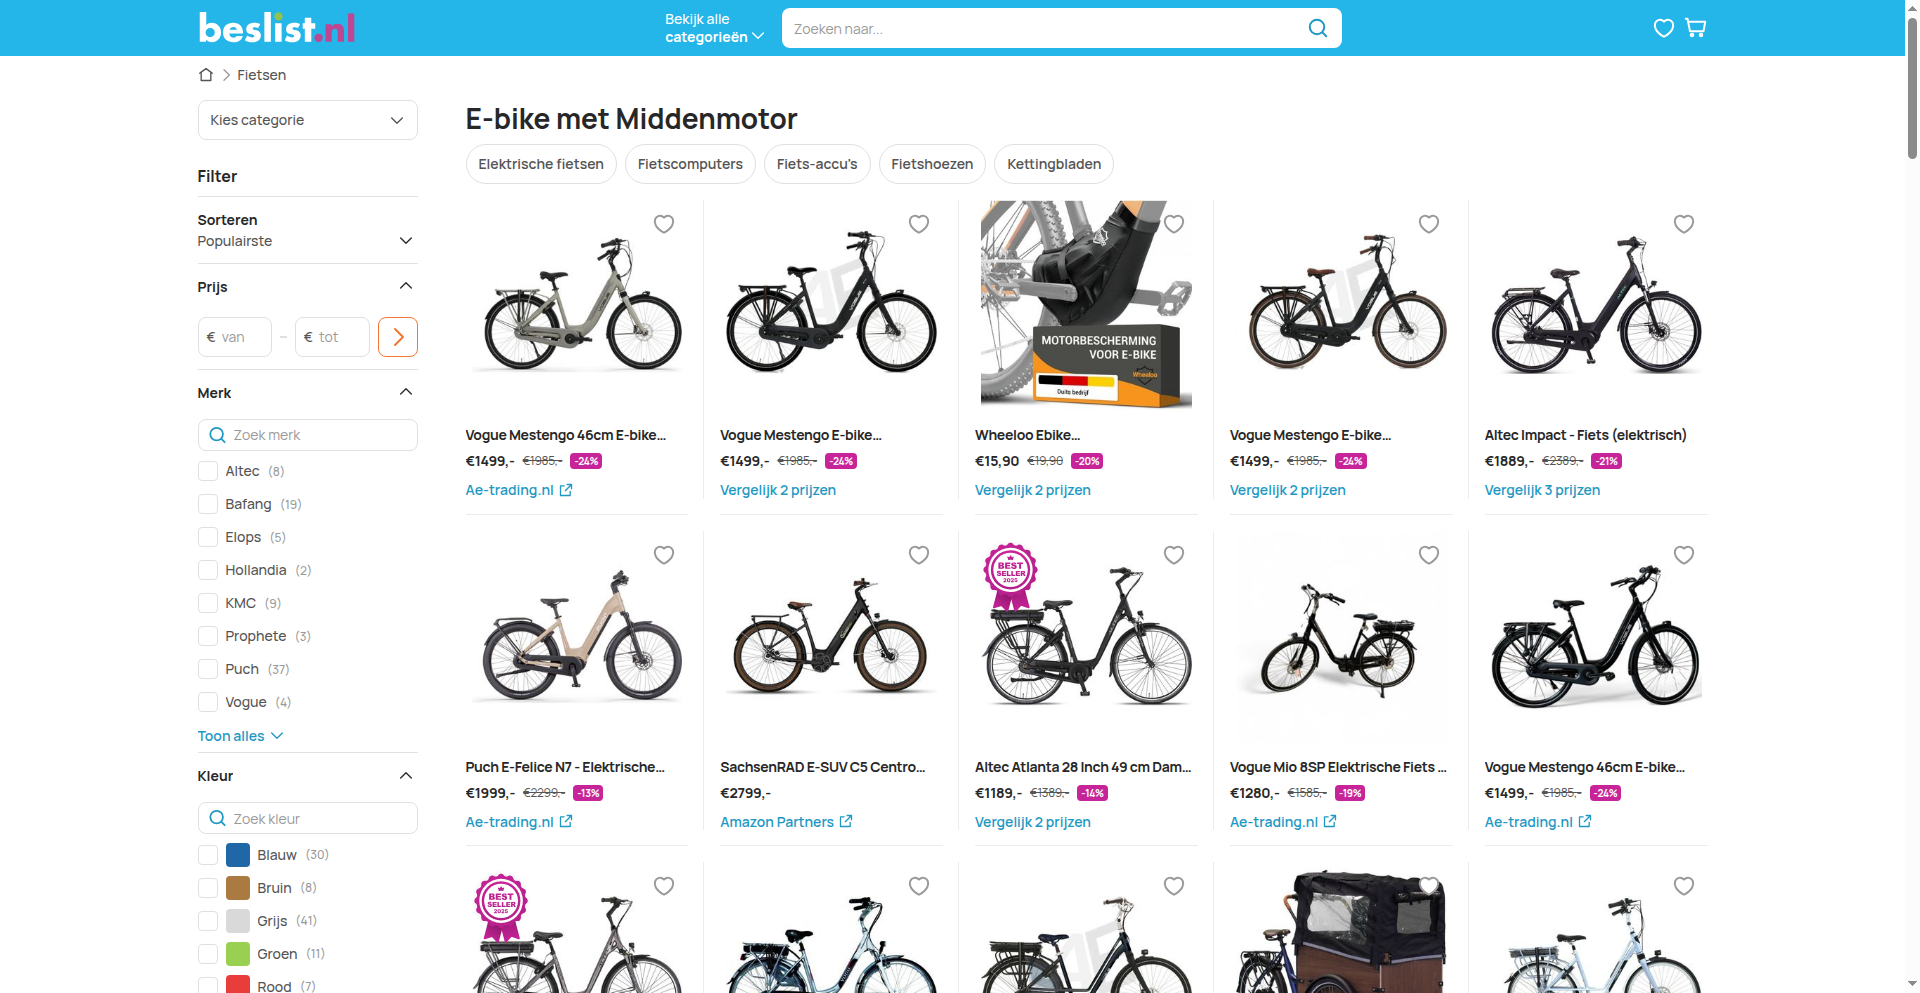 beslist.nl
Bekijk alle
categorieën
Zoeken naar...
Fietsen
Kies categorie
Filter
Sorteren
Populairste
Prijs
€ van – € tot
Merk
Zoek merk
Altec (8)
Bafang (19)
Elops (5)
Hollandia (2)
KMC (9)
Prophete (3)
Puch (37)
Vogue (4)
Toon alles
Kleur
Zoek kleur
Blauw (30)
Bruin (8)
Grijs (41)
Groen (11)
Rood (7)
E-bike met Middenmotor
Elektrische fietsen
Fietscomputers
Fiets-accu's
Fietshoezen
Kettingbladen
MOTORBESCHERMING
VOOR E-BIKE
Wheeloo
Vogue Mestengo 46cm E-bike...
€1499,- €1985,- -24%
Ae-trading.nl
Vogue Mestengo E-bike...
€1499,- €1985,- -24%
Vergelijk 2 prijzen
Wheeloo Ebike...
€15,90 €19,90 -20%
Vergelijk 2 prijzen
Vogue Mestengo E-bike...
€1499,- €1985,- -24%
Vergelijk 2 prijzen
Altec Impact - Fiets (elektrisch)
€1889,- €2389,- -21%
Vergelijk 3 prijzen
Puch E-Felice N7 - Elektrische...
€1999,- €2299,- -13%
Ae-trading.nl
SachsenRAD E-SUV C5 Centro...
€2799,-
Amazon Partners
BEST
SELLER
2025
Altec Atlanta 28 Inch 49 cm Dam...
€1189,- €1389,- -14%
Vergelijk 2 prijzen
Vogue Mio 8SP Elektrische Fiets ...
€1280,- €1585,- -19%
Ae-trading.nl
Vogue Mestengo 46cm E-bike...
€1499,- €1985,- -24%
Ae-trading.nl
BEST
SELLER
2025